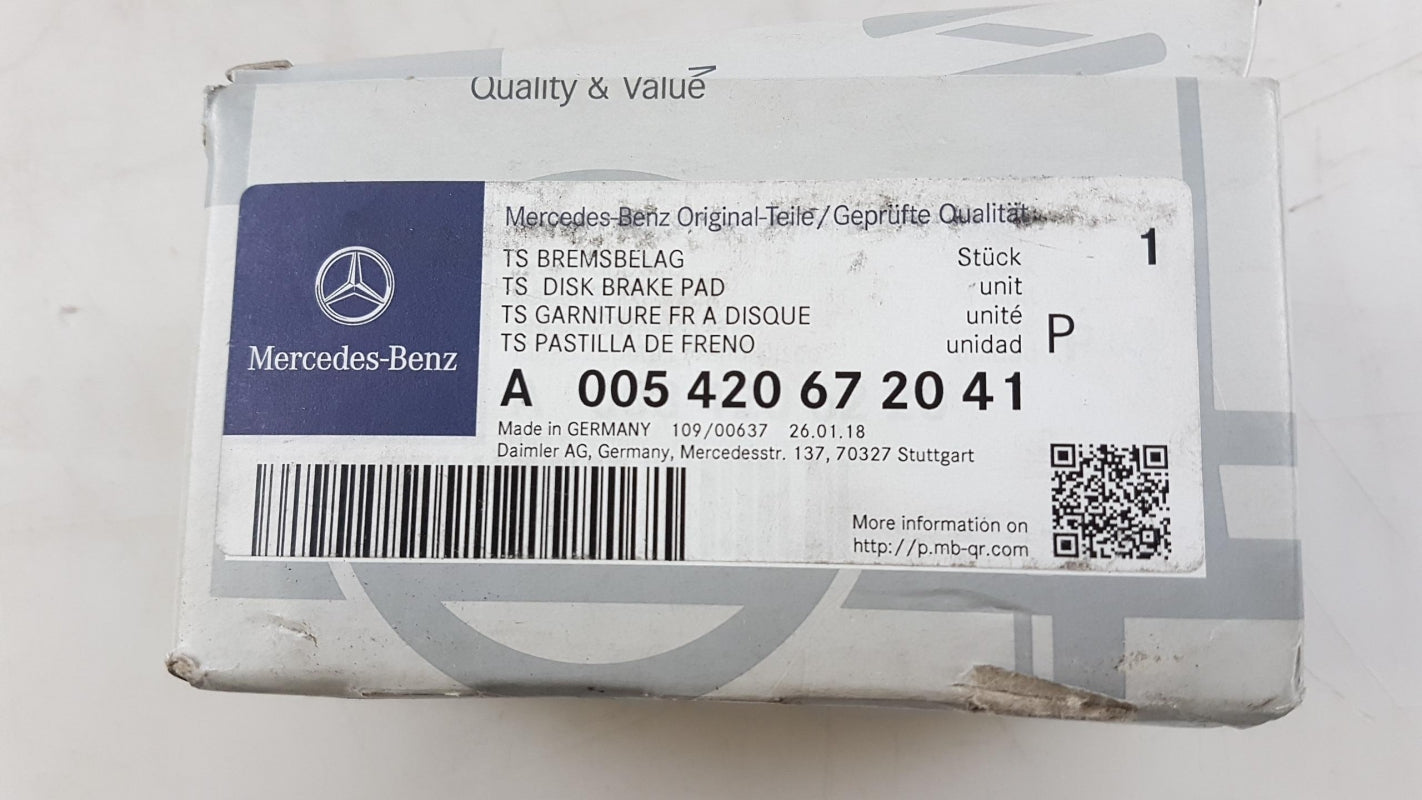 Quality & Value
Mercedes-Benz Original-Teile/Geprüfte Qualität
1
TS BREMSBELAG Stück
TS DISK BRAKE PAD unit
TS GARNITURE FR A DISQUE unité
TS PASTILLA DE FRENO unidad
P
Mercedes-Benz
A 005 420 67 20 41
Made in GERMANY 109/00637 26.01.18
Daimler AG, Germany, Mercedesstr. 137, 70327 Stuttgart
More information on
http://p.mb-qr.com